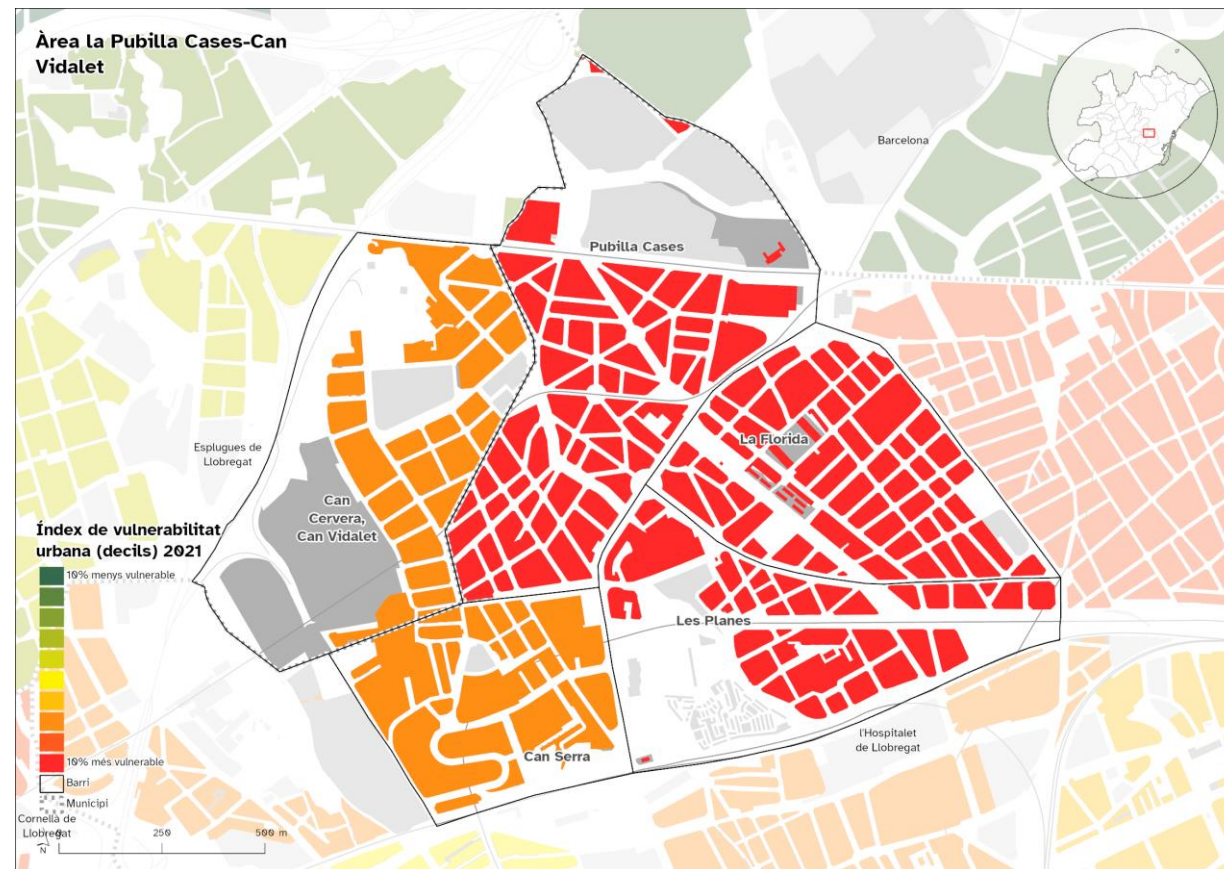 Àrea la Pubilla Cases-Can
Vidalet
Barcelona
Pubilla Cases
Esplugues de
Llobregat
La Florida
Can
Cervera,
Can Vidalet
Índex de vulnerabilitat
urbana (decils) 2021
10% menys vulnerable
10% més vulnerable
Barri
Municipi
Les Planes
Can Serra
l'Hospitalet
de Llobregat
Cornellà de
Llobregat
0 250 500 m
N